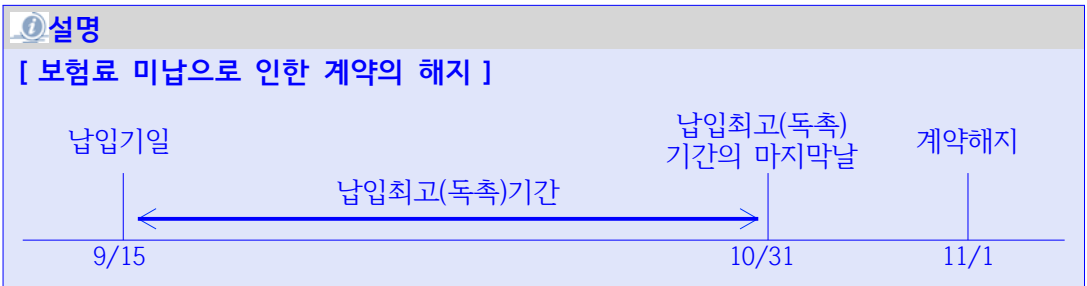 설명
[ 보험료 미납으로 인한 계약의 해지 ]
납입기일
납입최고(독촉)
기간의 마지막날
계약해지
납입최고(독촉)기간
9/15
10/31
11/1